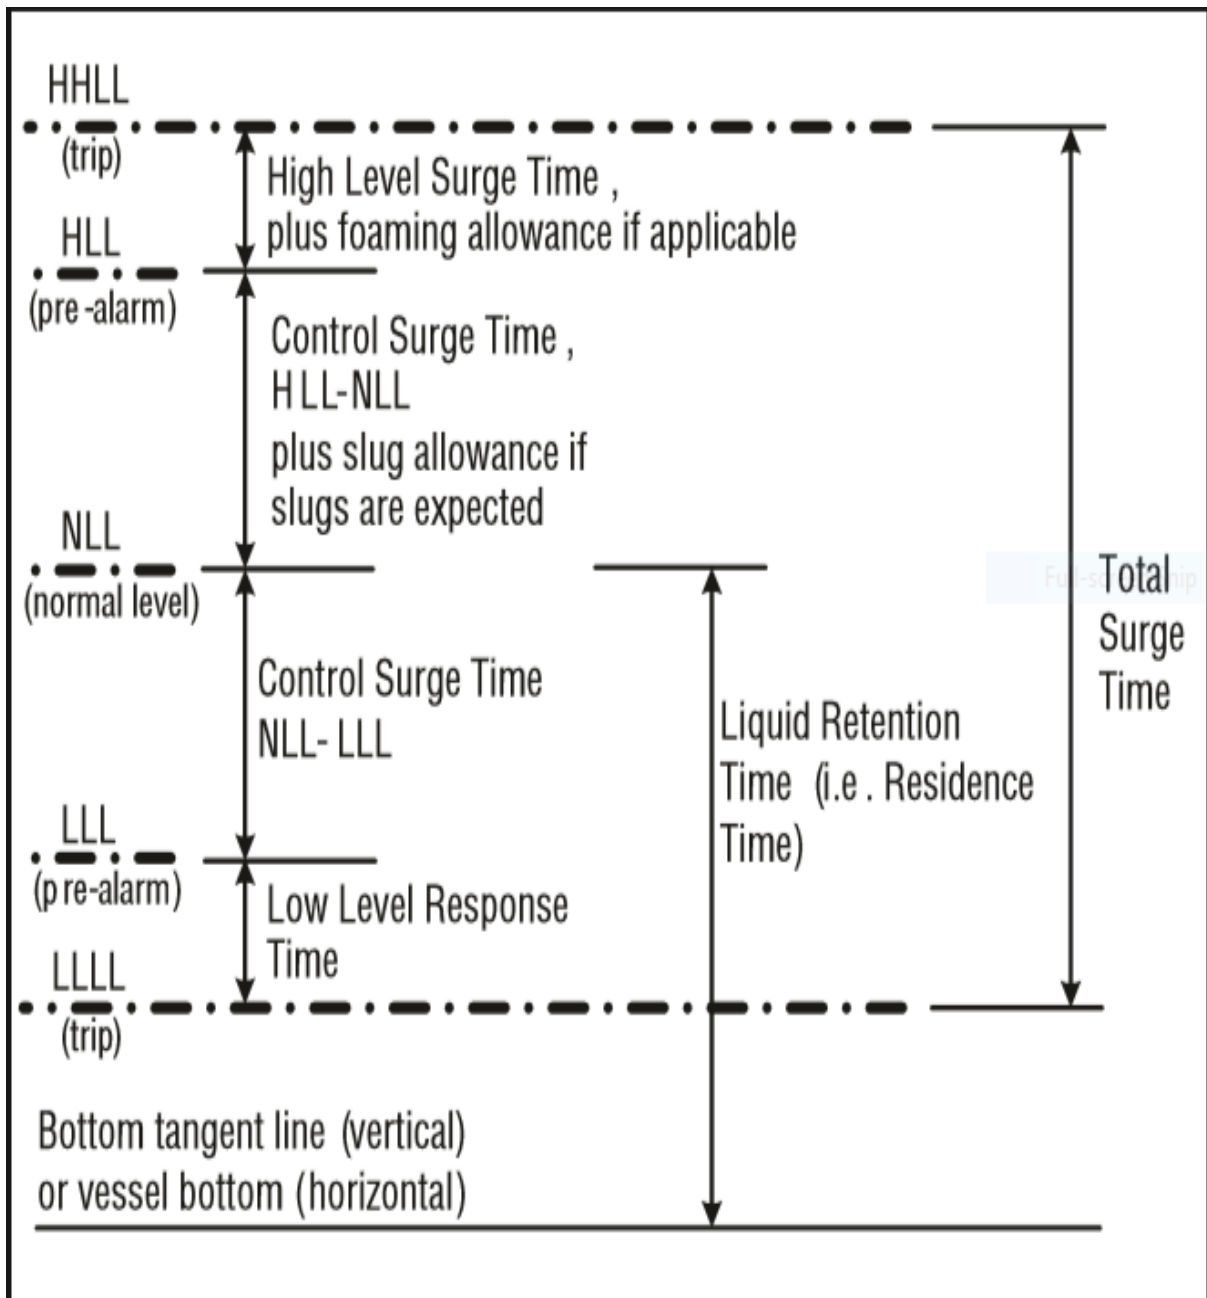 HHLL
(trip)
High Level Surge Time ,
plus foaming allowance if applicable
HLL
(pre-alarm)
Control Surge Time ,
HLL-NLL
plus slug allowance if
slugs are expected
NLL
(normal level)
Control Surge Time
NLL-LLL
Liquid Retention
Time (i.e. Residence
Time)
Total
Surge
Time
LLL
(pre-alarm)
Low Level Response
Time
LLLL
(trip)
Bottom tangent line (vertical)
or vessel bottom (horizontal)